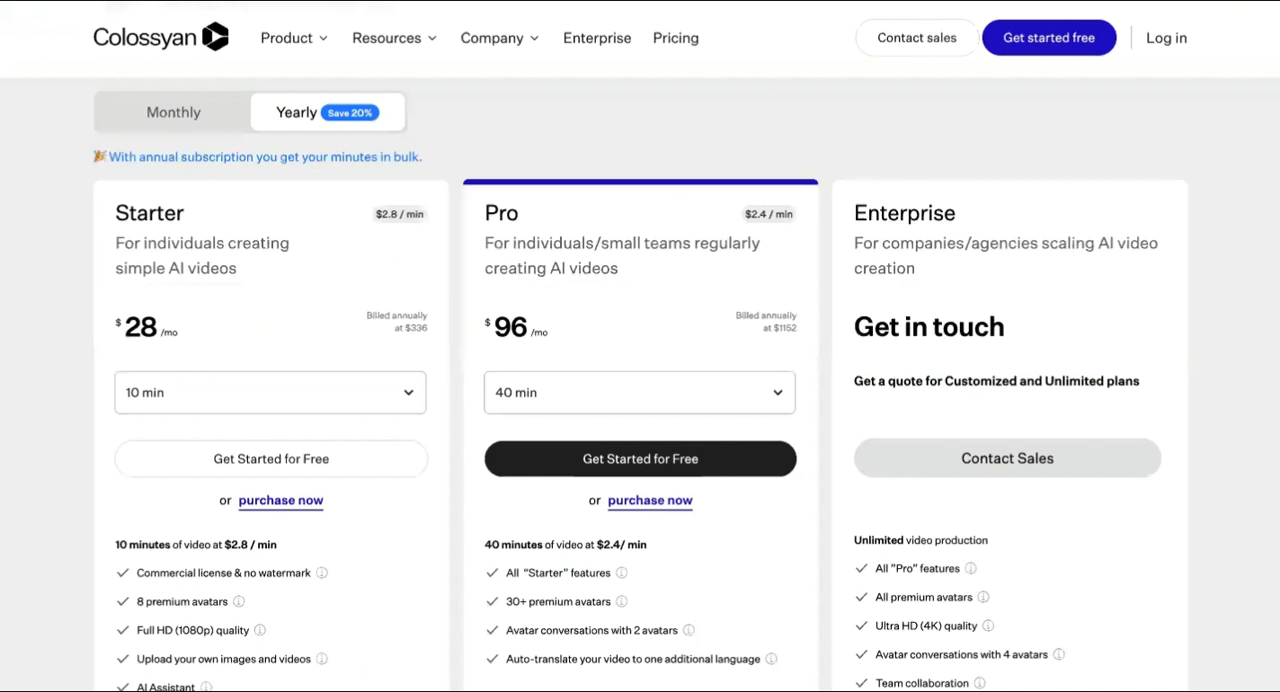 Colossyan
Product
Resources
Company
Enterprise
Pricing
Contact sales
Get started free
Log in
Monthly
Yearly Save 20%
🎉 With annual subscription you get your minutes in bulk.
Starter
$2.8 / min
For individuals creating
simple AI videos
$ 28 /mo
Billed annually
at $336
10 min
Get Started for Free
or purchase now
10 minutes of video at $2.8 / min
Commercial license & no watermark
8 premium avatars
Full HD (1080p) quality
Upload your own images and videos
AI Assistant
Pro
$2.4 / min
For individuals/small teams regularly
creating AI videos
$ 96 /mo
Billed annually
at $1152
40 min
Get Started for Free
or purchase now
40 minutes of video at $2.4/ min
All “Starter” features
30+ premium avatars
Avatar conversations with 2 avatars
Auto-translate your video to one additional language
Enterprise
For companies/agencies scaling AI video
creation
Get in touch
Get a quote for Customized and Unlimited plans
Contact Sales
Unlimited video production
All "Pro" features
All premium avatars
Ultra HD (4K) quality
Avatar conversations with 4 avatars
Team collaboration